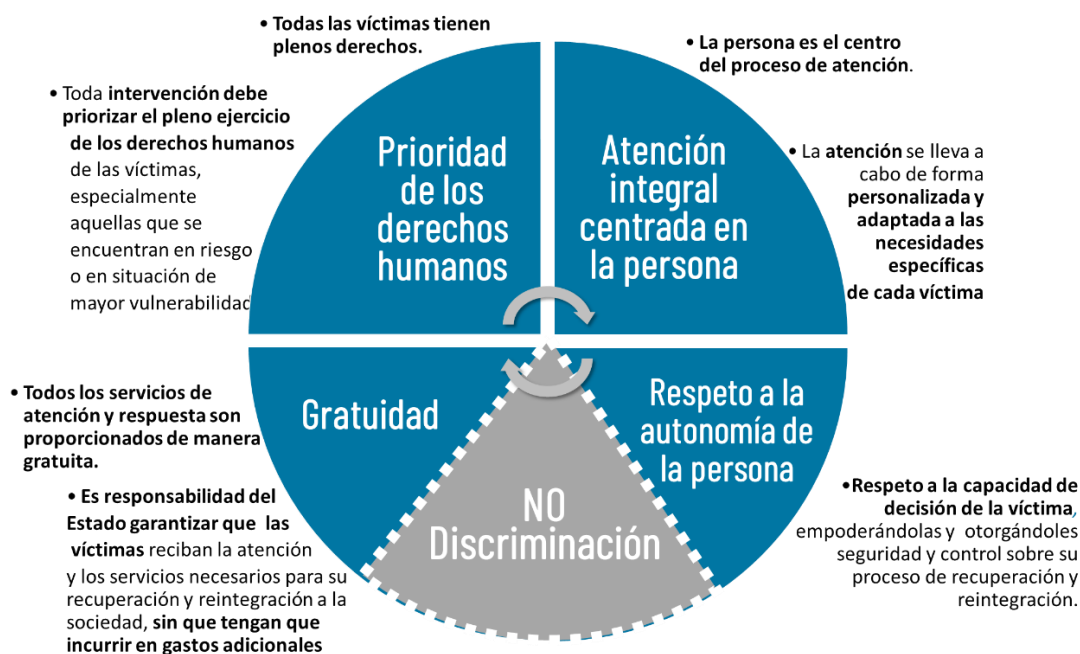 • Todas las víctimas tienen
plenos derechos.
• Toda intervención debe
priorizar el pleno ejercicio
de los derechos humanos
de las víctimas,
especialmente
aquellas que se
encuentran en riesgo
o en situación de
mayor vulnerabilidad
Prioridad
de los
derechos
humanos
• La persona es el centro
del proceso de atención.
• La atención se lleva a
cabo de forma
personalizada y
adaptada a las
necesidades
específicas
de cada víctima
Atención
integral
centrada en
la persona
Gratuidad
• Todos los servicios de
atención y respuesta son
proporcionados de manera
gratuita.
• Es responsabilidad del
Estado garantizar que las
víctimas reciban la atención
y los servicios necesarios para su
recuperación y reintegración a la
sociedad, sin que tengan que
incurrir en gastos adicionales
NO
Discriminación
Respeto a la
autonomía de
la persona
•Respeto a la capacidad de
decisión de la víctima,
empoderándolas y otorgándoles
seguridad y control sobre su
proceso de recuperación y
reintegración.